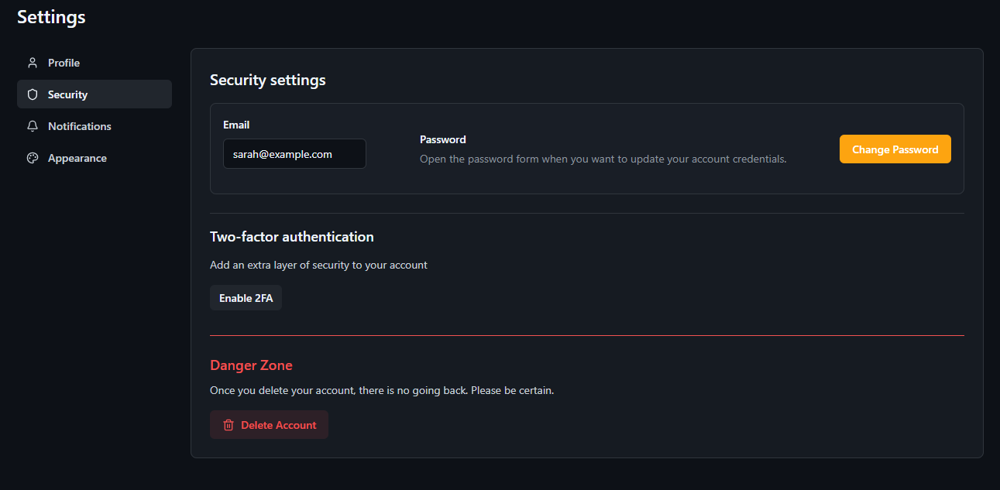 Settings
Profile
Security
Notifications
Appearance
Security settings
Email
sarah@example.com
Password
Open the password form when you want to update your account credentials.
Change Password
Two-factor authentication
Add an extra layer of security to your account
Enable 2FA
Danger Zone
Once you delete your account, there is no going back. Please be certain.
Delete Account